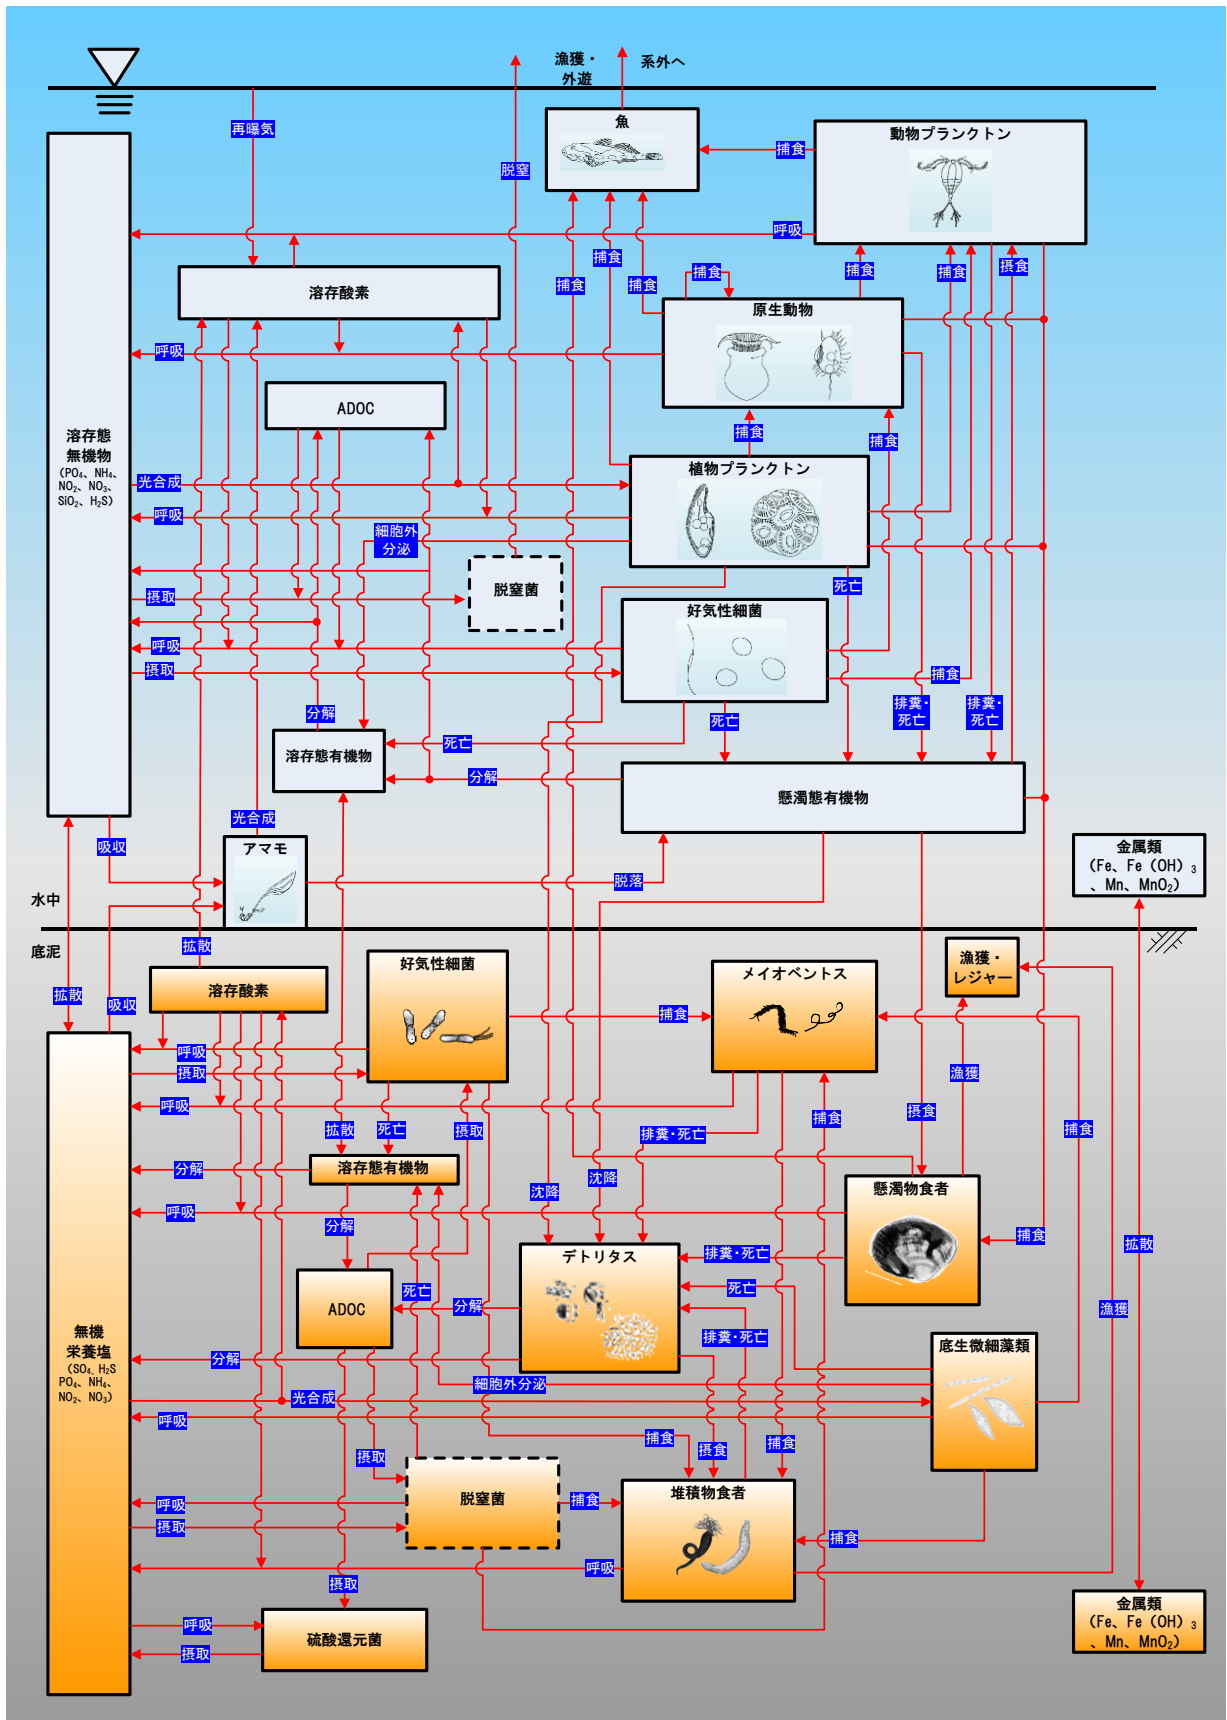 漁獲・
外遊
系外へ
再曝気
脱窒
魚
捕食
動物プランクトン
呼吸
溶存酸素
捕食
捕食
捕食
捕食
捕食
捕食
摂食
原生動物
呼吸
ADOC
溶存態
無機物
(PO₄、NH₄、
NO₂、NO₃、
SiO₂、H₂S)
捕食
捕食
植物プランクトン
光合成
呼吸
細胞外
分泌
脱窒菌
摂取
死亡
好気性細菌
呼吸
摂取
捕食
分解
死亡
死亡
排糞・
死亡
排糞・
死亡
溶存態有機物
分解
懸濁態有機物
光合成
吸収
アマモ
脱落
金属類
(Fe、Fe(OH)₃
、Mn、MnO₂)
水中
底泥
拡散
拡散
吸収
溶存酸素
好気性細菌
メイオベントス
漁獲・
レジャー
捕食
呼吸
摂取
呼吸
漁獲
捕食
摂食
捕食
拡散
死亡
摂取
排糞・死亡
溶存態有機物
分解
沈降
沈降
懸濁物食者
呼吸
分解
捕食
拡散
デトリタス
排糞・死亡
死亡
死亡
ADOC
分解
漁獲
排糞・死亡
無機
栄養塩
(SO₄、H₂S
PO₄、NH₄、
NO₂、NO₃)
底生微細藻類
分解
細胞外分泌
光合成
呼吸
捕食
摂食
捕食
摂取
脱窒菌
堆積物食者
呼吸
捕食
摂取
捕食
呼吸
摂取
硫酸還元菌
呼吸
摂取
金属類
(Fe、Fe(OH)₃
、Mn、MnO₂)